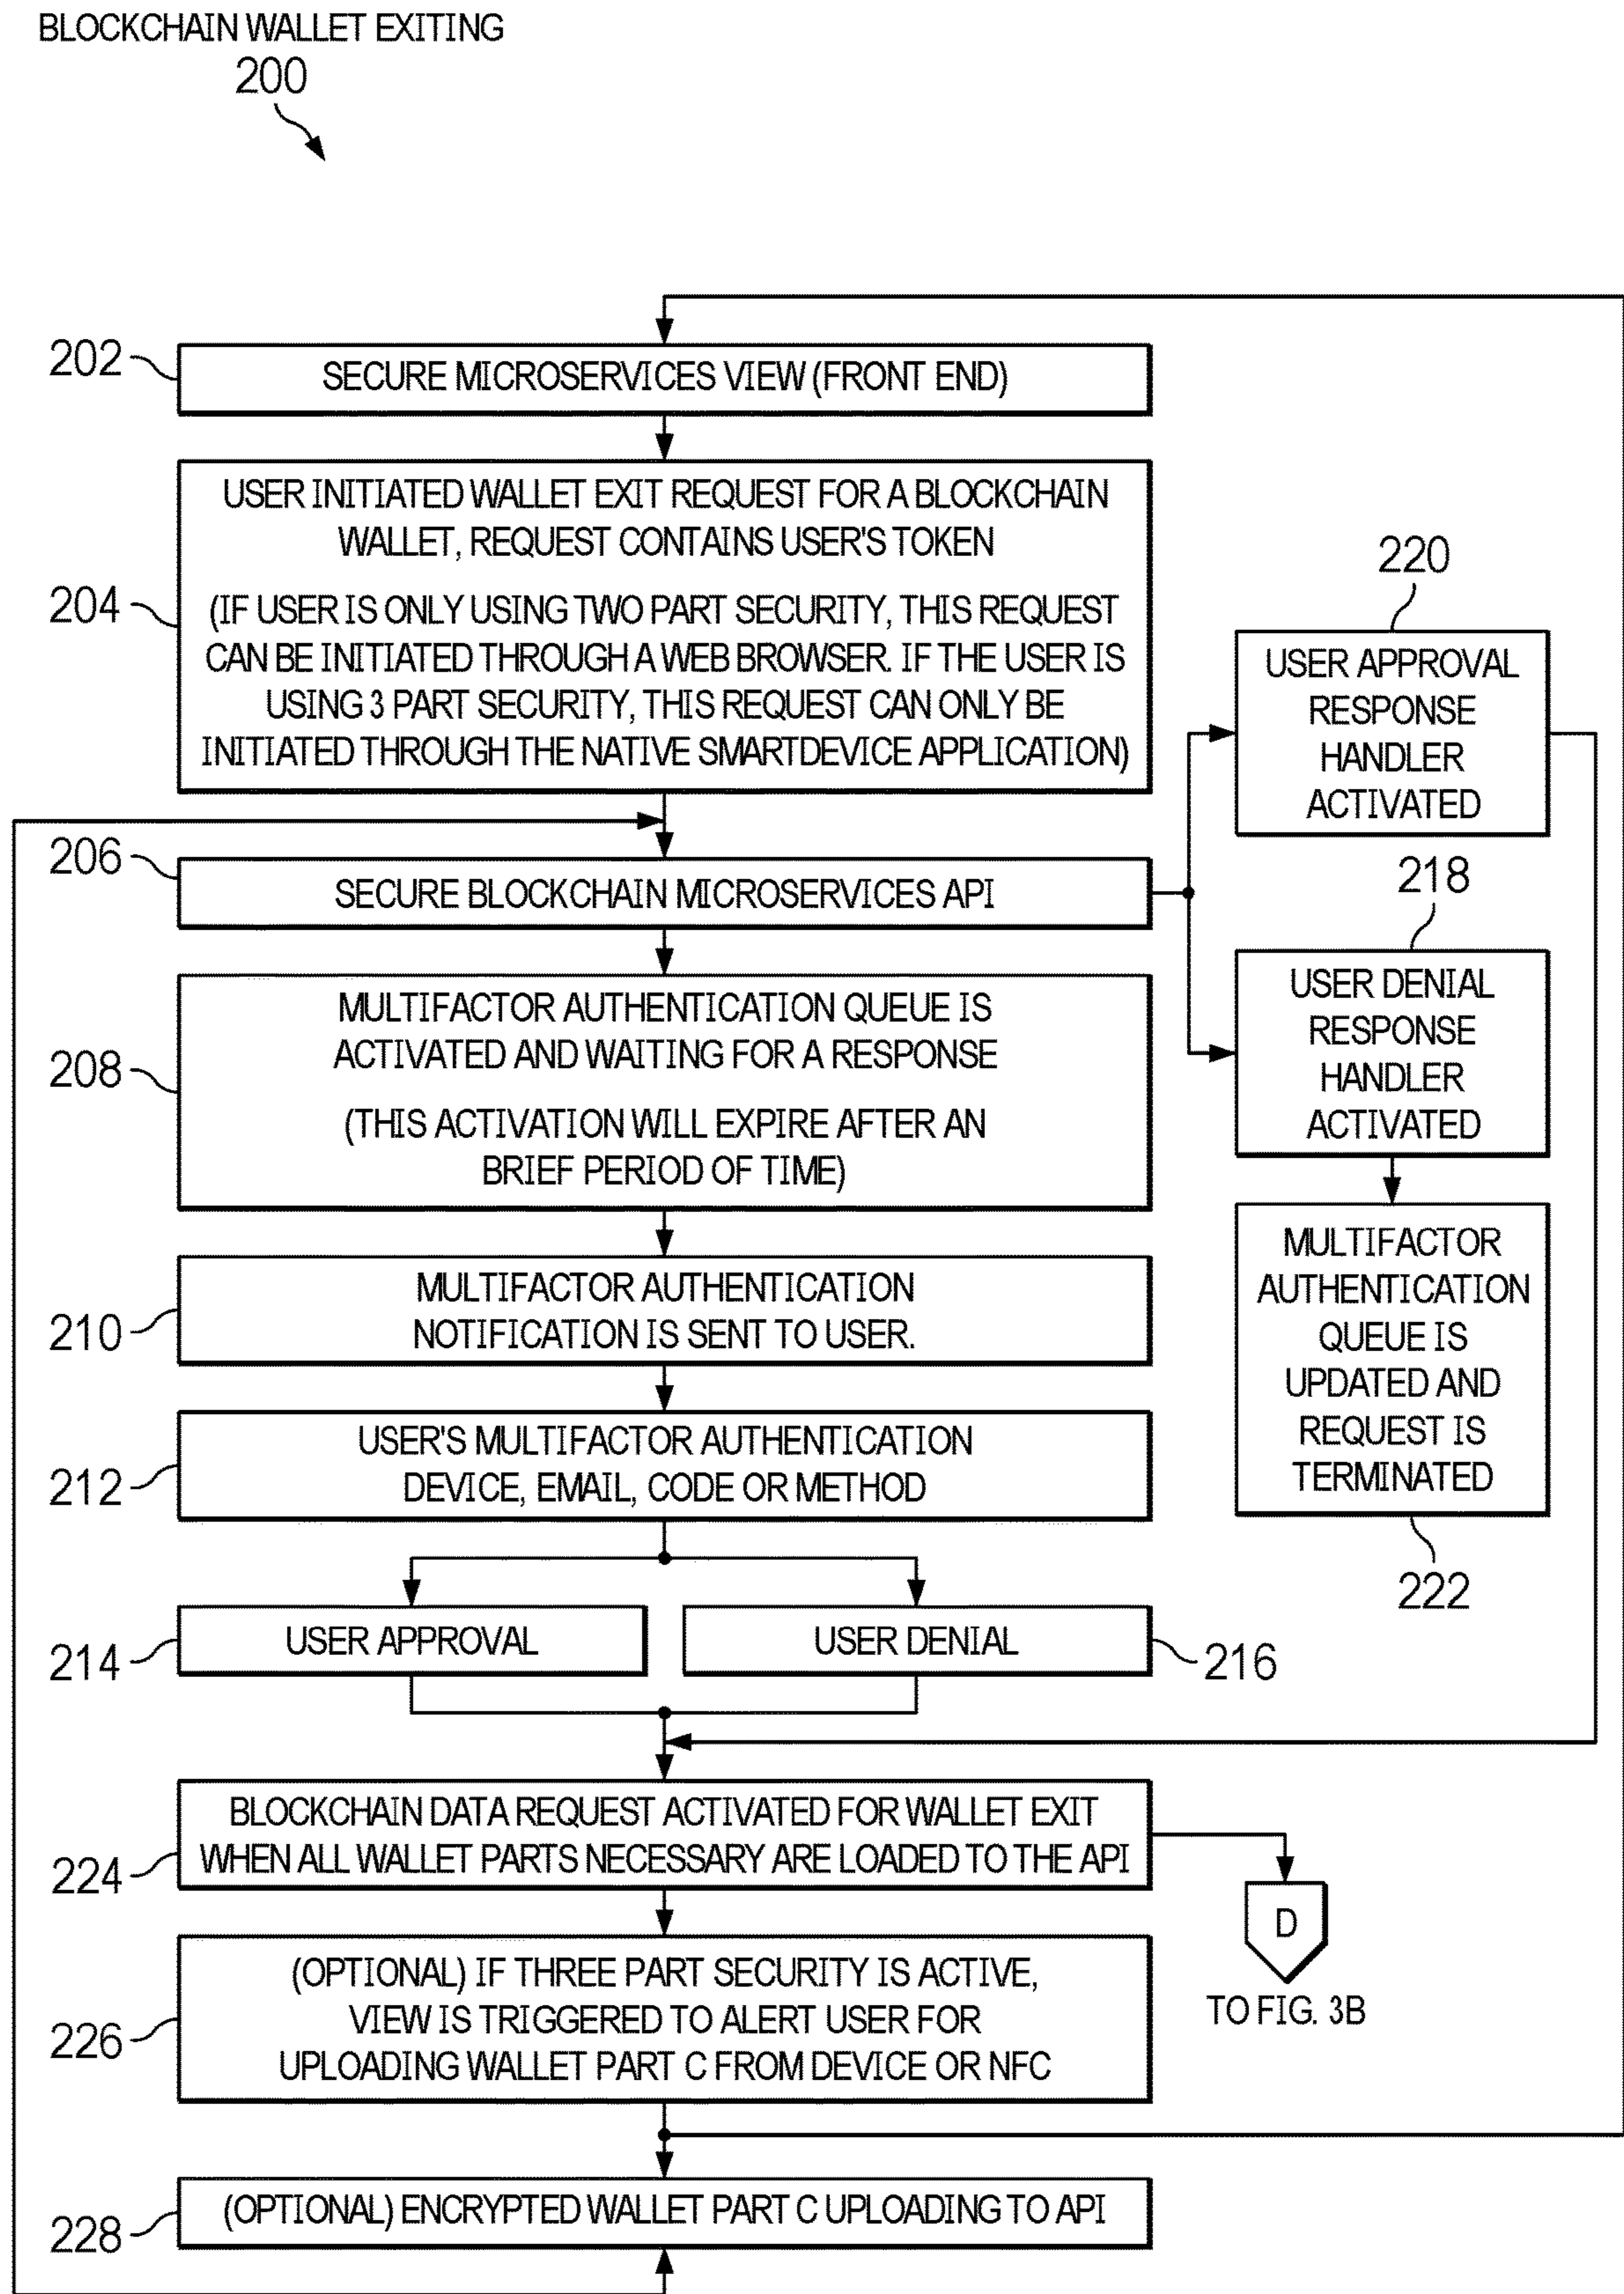 BLOCKCHAIN WALLET EXITING
200
202
SECURE MICROSERVICES VIEW (FRONT END)
204
USER INITIATED WALLET EXIT REQUEST FOR A BLOCKCHAIN
WALLET, REQUEST CONTAINS USER'S TOKEN
(IF USER IS ONLY USING TWO PART SECURITY, THIS REQUEST
CAN BE INITIATED THROUGH A WEB BROWSER. IF THE USER IS
USING 3 PART SECURITY, THIS REQUEST CAN ONLY BE
INITIATED THROUGH THE NATIVE SMARTDEVICE APPLICATION)
206
SECURE BLOCKCHAIN MICROSERVICES API
220
USER APPROVAL
RESPONSE
HANDLER
ACTIVATED
218
USER DENIAL
RESPONSE
HANDLER
ACTIVATED
208
MULTIFACTOR AUTHENTICATION QUEUE IS
ACTIVATED AND WAITING FOR A RESPONSE
(THIS ACTIVATION WILL EXPIRE AFTER AN
BRIEF PERIOD OF TIME)
MULTIFACTOR
AUTHENTICATION
QUEUE IS
UPDATED AND
REQUEST IS
TERMINATED
222
210
MULTIFACTOR AUTHENTICATION
NOTIFICATION IS SENT TO USER.
212
USER'S MULTIFACTOR AUTHENTICATION
DEVICE, EMAIL, CODE OR METHOD
214
USER APPROVAL
USER DENIAL
216
224
BLOCKCHAIN DATA REQUEST ACTIVATED FOR WALLET EXIT
WHEN ALL WALLET PARTS NECESSARY ARE LOADED TO THE API
D
TO FIG. 3B
226
(OPTIONAL) IF THREE PART SECURITY IS ACTIVE,
VIEW IS TRIGGERED TO ALERT USER FOR
UPLOADING WALLET PART C FROM DEVICE OR NFC
228
(OPTIONAL) ENCRYPTED WALLET PART C UPLOADING TO API